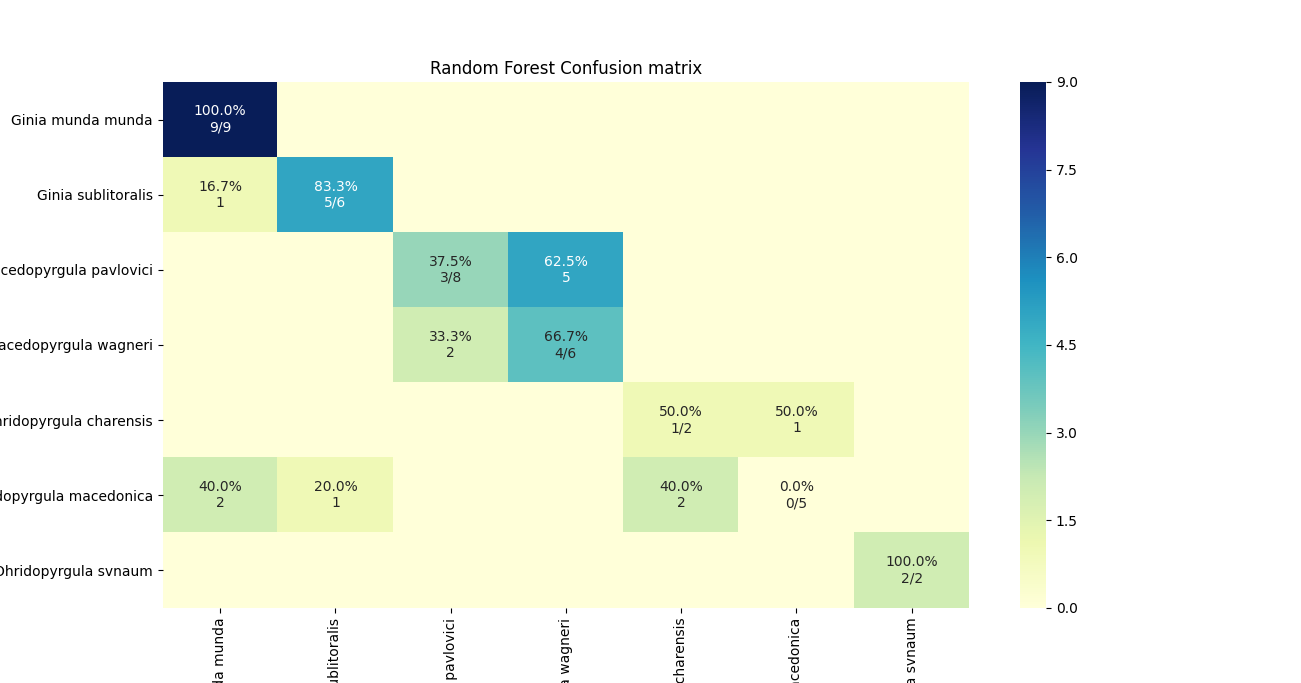 Random Forest Confusion matrix
Ginia munda munda
100.0%
9/9
Ginia sublitoralis
16.7%
1
83.3%
5/6
cedopyrgula pavlovici
37.5%
3/8
62.5%
5
acedopyrgula wagneri
33.3%
2
66.7%
4/6
hridopyrgula charensis
50.0%
1/2
50.0%
1
dopyrgula macedonica
40.0%
2
20.0%
1
40.0%
2
0.0%
0/5
Ohridopyrgula svnaum
100.0%
2/2
da munda
ublitoralis
pavlovici
a wagneri
charensis
cedonica
a svnaum
9.0
7.5
6.0
4.5
3.0
1.5
0.0